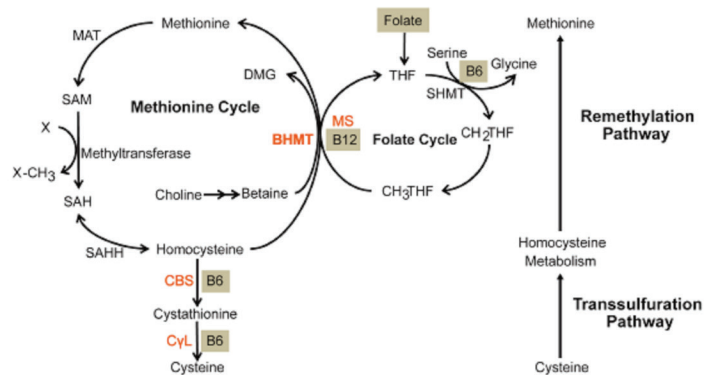 Methionine
MAT
SAM
X
Methyltransferase
X-CH3
SAH
SAHH
Homocysteine
Methionine Cycle
DMG
BHMT
MS
B12
Choline
Betaine
CBS
B6
Cystathionine
CγL
B6
Cysteine
Folate
THF
Serine
B6
Glycine
SHMT
CH2THF
Folate Cycle
CH3THF
Methionine
Remethylation
Pathway
Homocysteine
Metabolism
Transsulfuration
Pathway
Cysteine